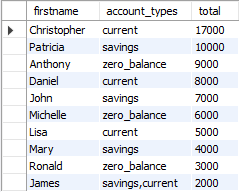 firstname account_types total
Christopher current 17000
Patricia savings 10000
Anthony zero_balance 9000
Daniel current 8000
John savings 7000
Michelle zero_balance 6000
Lisa current 5000
Mary savings 4000
Ronald zero_balance 3000
James savings,current 2000